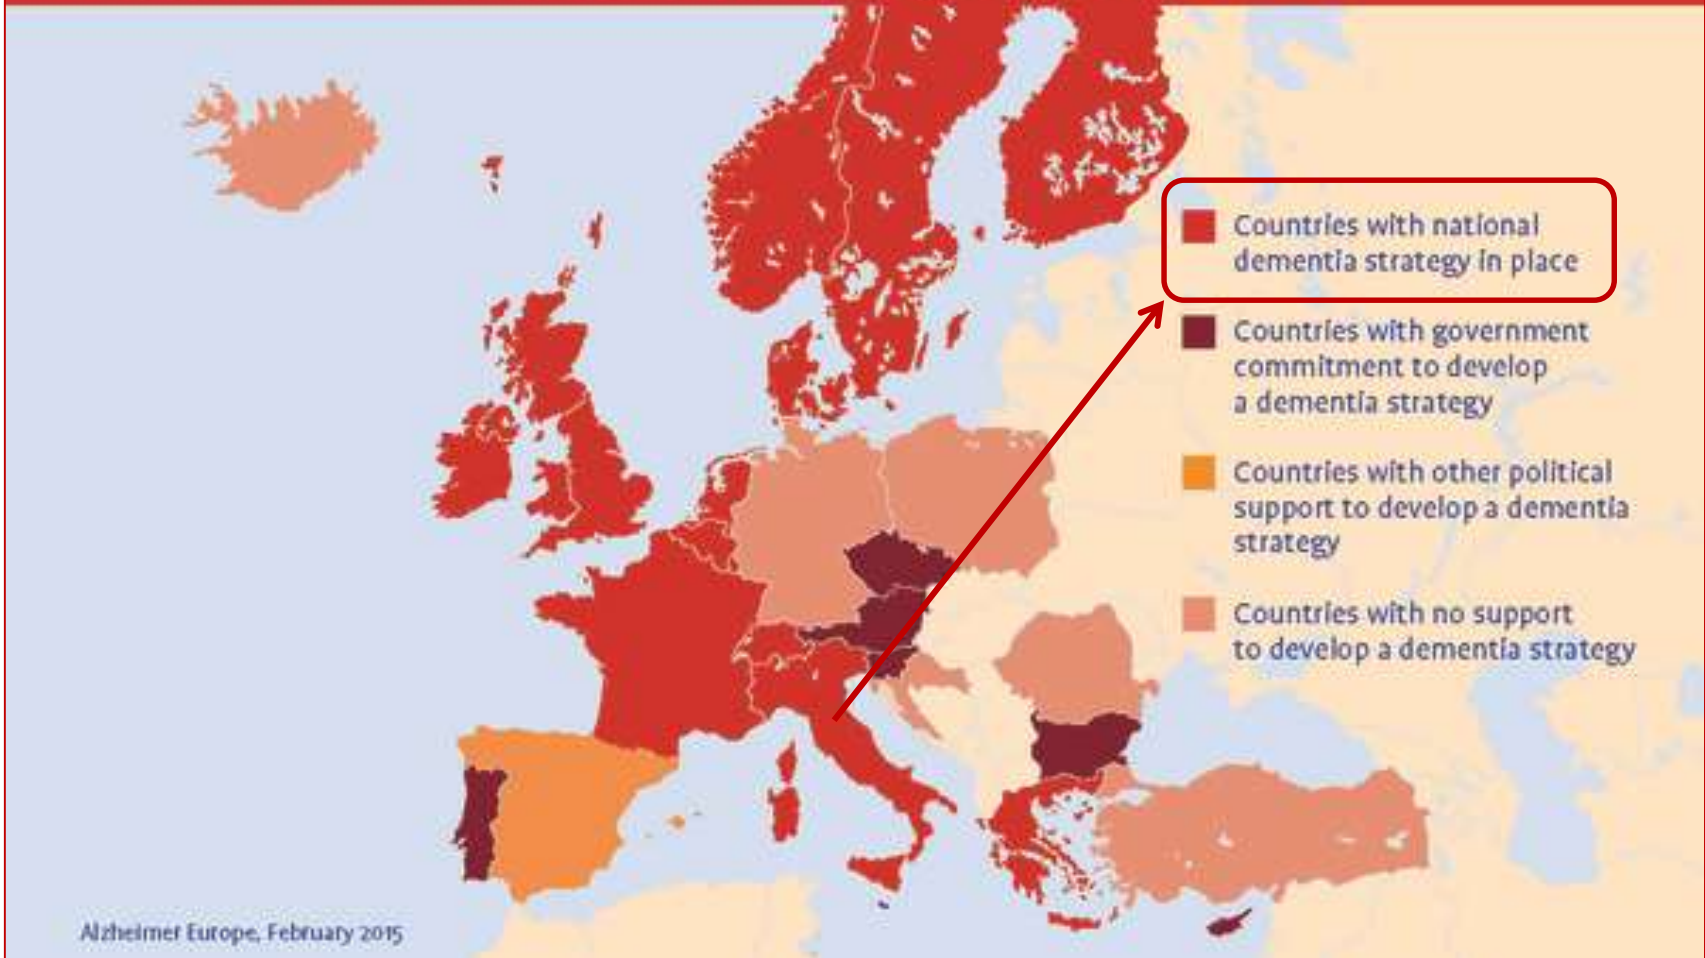 Countries with national
dementia strategy in place
Countries with government
commitment to develop
a dementia strategy
Countries with other political
support to develop a dementia
strategy
Countries with no support
to develop a dementia strategy
Alzheimer Europe, February 2015